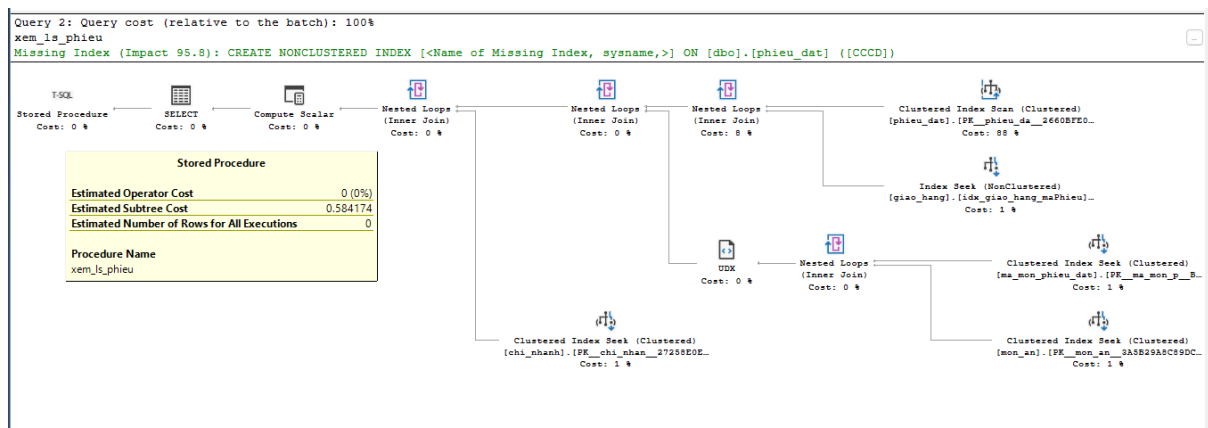 Query 2: Query cost (relative to the batch): 100%
xem_ls_phieu
Missing Index (Impact 95.8): CREATE NONCLUSTERED INDEX [<Name of Missing Index, sysname,>] ON [dbo].[phieu_dat] ([CCCD])
T-SQL
Stored Procedure
Cost: 0 %
SELECT
Cost: 0 %
Compute Scalar
Cost: 0 %
Nested Loops
(Inner Join)
Cost: 0 %
Nested Loops
(Inner Join)
Cost: 0 %
Nested Loops
(Inner Join)
Cost: 8 %
Clustered Index Scan (Clustered)
[phieu_dat].[PK__phieu_da__2660BFE0…
Cost: 88 %
Stored Procedure
Estimated Operator Cost 0 (0%)
Estimated Subtree Cost 0.584174
Estimated Number of Rows for All Executions 0
Procedure Name
xem_ls_phieu
Index Seek (NonClustered)
[giao_hang].[idx_giao_hang_maPhieu]…
Cost: 1 %
UDX
Cost: 0 %
Nested Loops
(Inner Join)
Cost: 0 %
Clustered Index Seek (Clustered)
[ma_mon_phieu_dat].[PK__ma_mon_p__B…
Cost: 1 %
Clustered Index Seek (Clustered)
[chi_nhanh].[PK__chi_nhan__27258E0E…
Cost: 1 %
Clustered Index Seek (Clustered)
[mon_an].[PK__mon_an__3A5B29A8C89DC…
Cost: 1 %